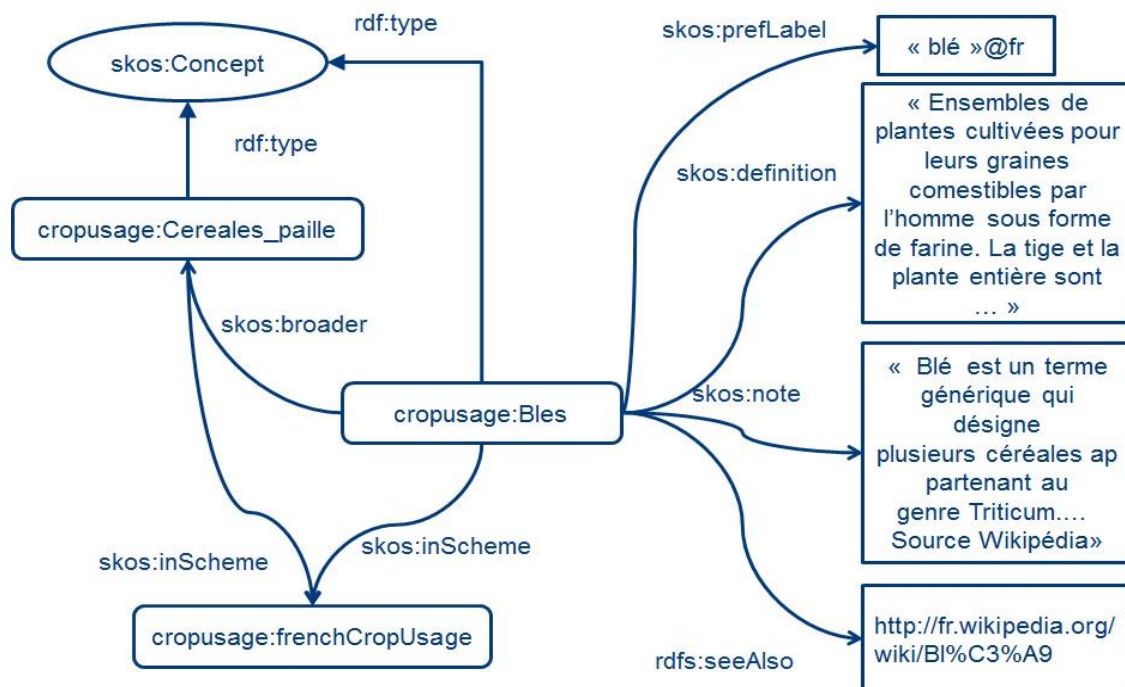 rdf:type
skos:Concept
rdf:type
cropusage:Cereales_paille
skos:broader
cropusage:Bles
skos:inScheme
skos:inScheme
cropusage:frenchCropUsage
skos:prefLabel
« blé »@fr
skos:definition
« Ensembles de
plantes cultivées pour
leurs graines
comestibles par
l’homme sous forme
de farine. La tige et la
plante entière sont
… »
skos:note
« Blé est un terme
générique qui
désigne
plusieurs céréales ap
partenant au
genre Triticum.…
Source Wikipédia»
rdfs:seeAlso
http://fr.wikipedia.org/
wiki/Bl%C3%A9